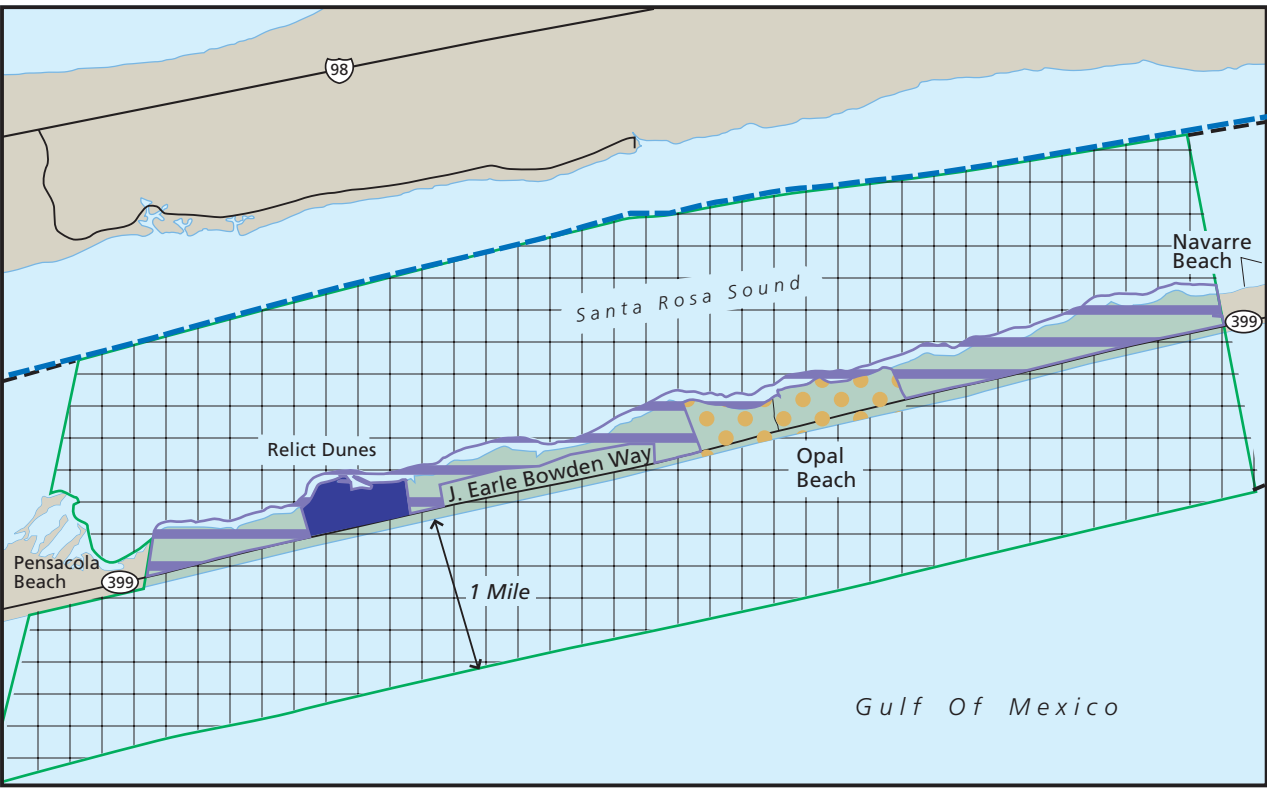 98
Santa Rosa Sound
Navarre
Beach
399
Relict Dunes
J. Earle Bowden Way
Opal
Beach
Pensacola
Beach
399
1 Mile
Gulf Of Mexico